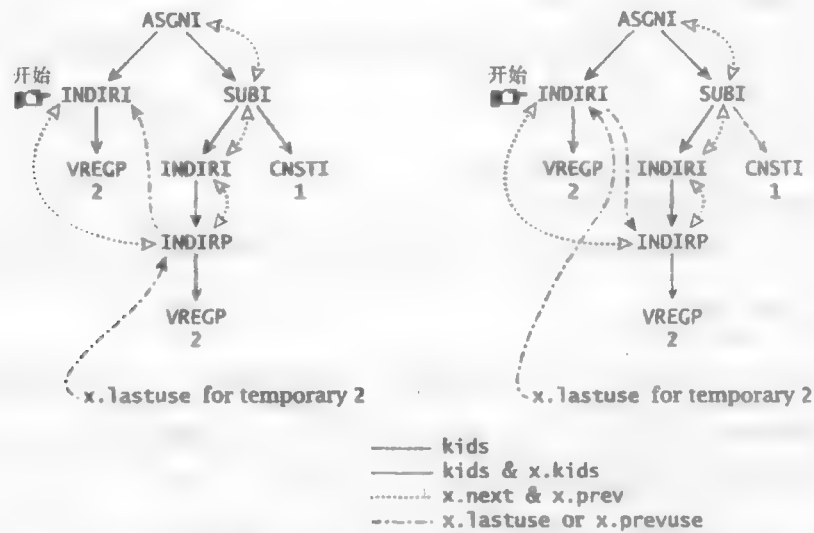 ASGNI
开始
INDIRI
SUBI
VREGP
2
INDIRI
CNSTI
1
INDIRP
VREGP
2
x.lastuse for temporary 2
ASGNI
开始
INDIRI
SUBI
VREGP
2
INDIRI
CNSTI
1
INDIRP
VREGP
2
x.lastuse for temporary 2
kids
kids & x.kids
x.next & x.prev
x.lastuse or x.prevuse